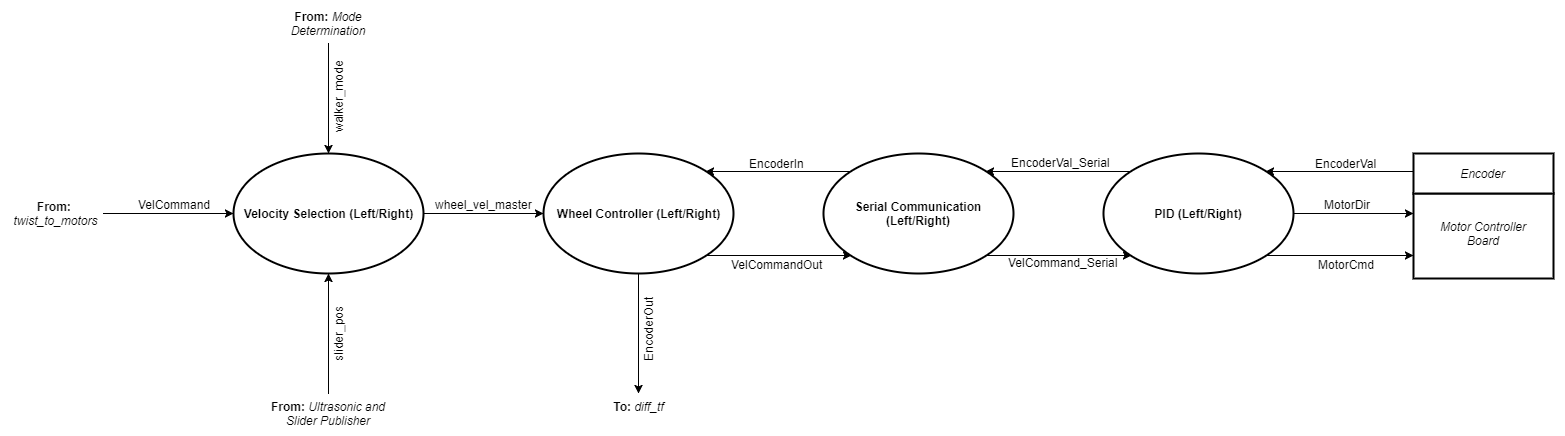 From: Mode
Determination
walker_mode
From:
twist_to_motors
VelCommand
Velocity Selection (Left/Right)
wheel_vel_master
slider_pos
From: Ultrasonic and
Slider Publisher
Wheel Controller (Left/Right)
EncoderIn
VelCommandOut
EncoderOut
To: diff_tf
Serial Communication
(Left/Right)
EncoderVal_Serial
VelCommand_Serial
PID (Left/Right)
EncoderVal
MotorDir
MotorCmd
Encoder
Motor Controller
Board